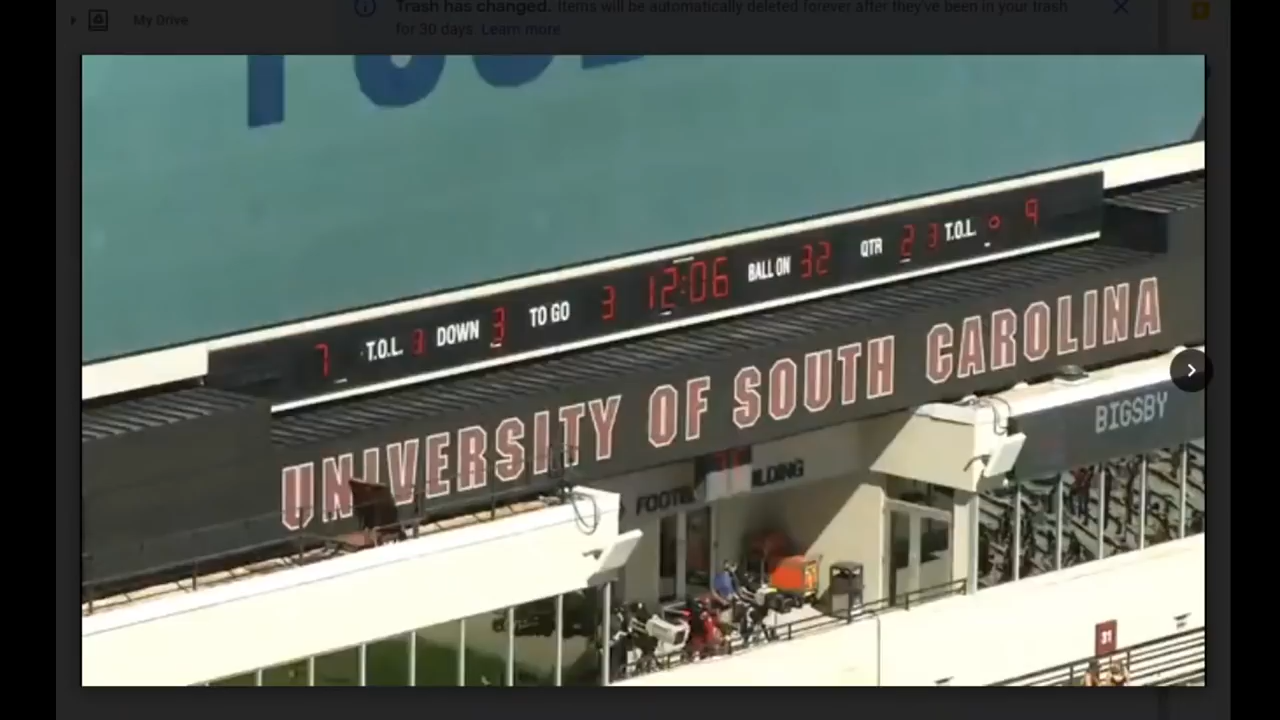 My Drive
Trash has changed. Items will be automatically deleted forever after they've been in your trash
for 30 days. Learn more
7 T.O.L. 3 DOWN 3 TO GO 3 12:06 BALL ON 32 QTR 2 3 T.O.L. 0 9
UNIVERSITY OF SOUTH CAROLINA
BIGSBY
31